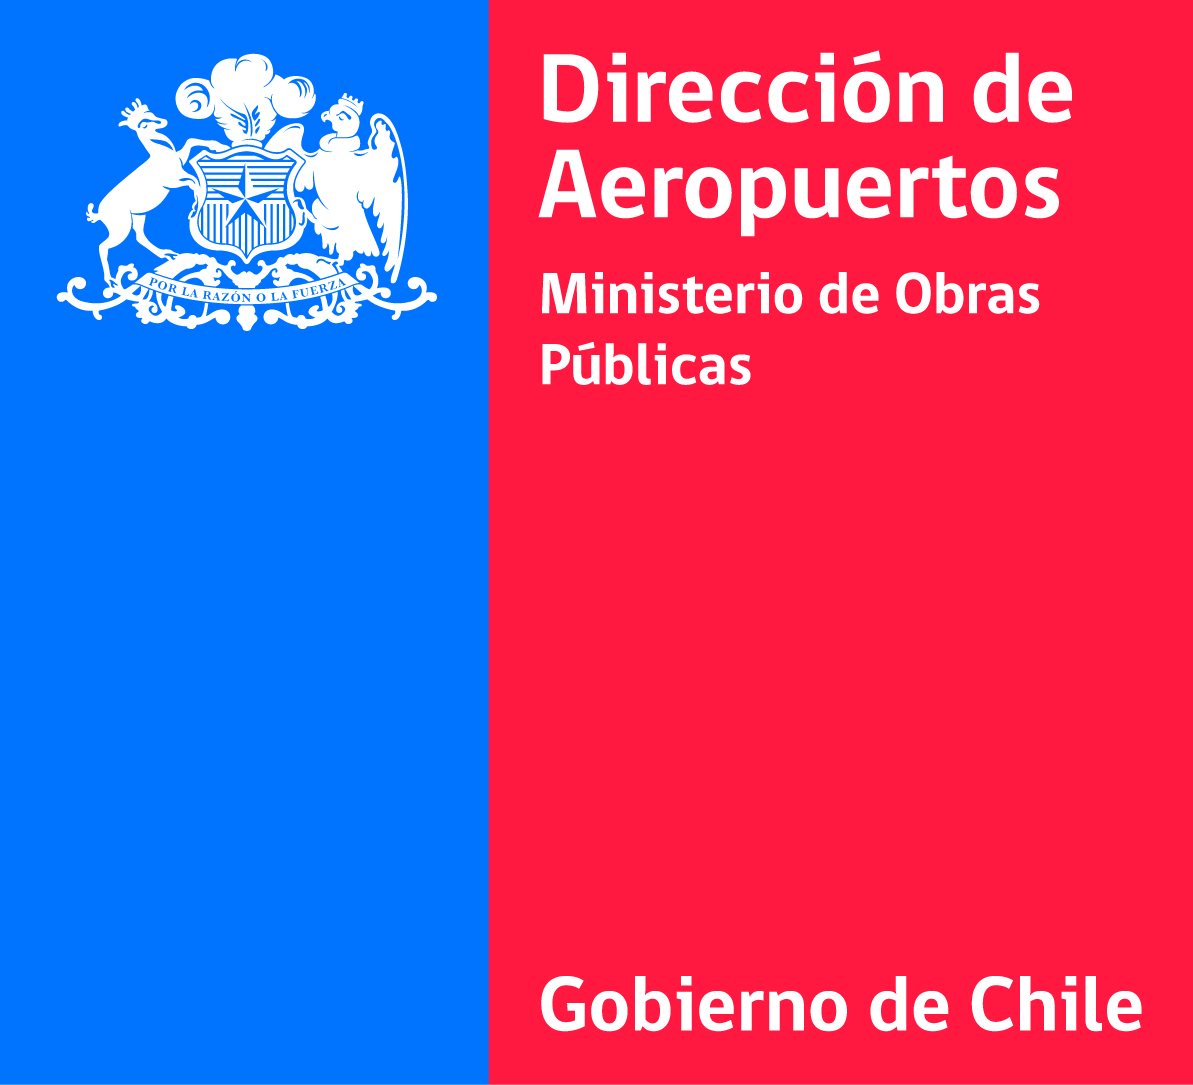 POR LA RAZÓN O LA FUERZA
Dirección de
Aeropuertos
Ministerio de Obras
Públicas
Gobierno de Chile